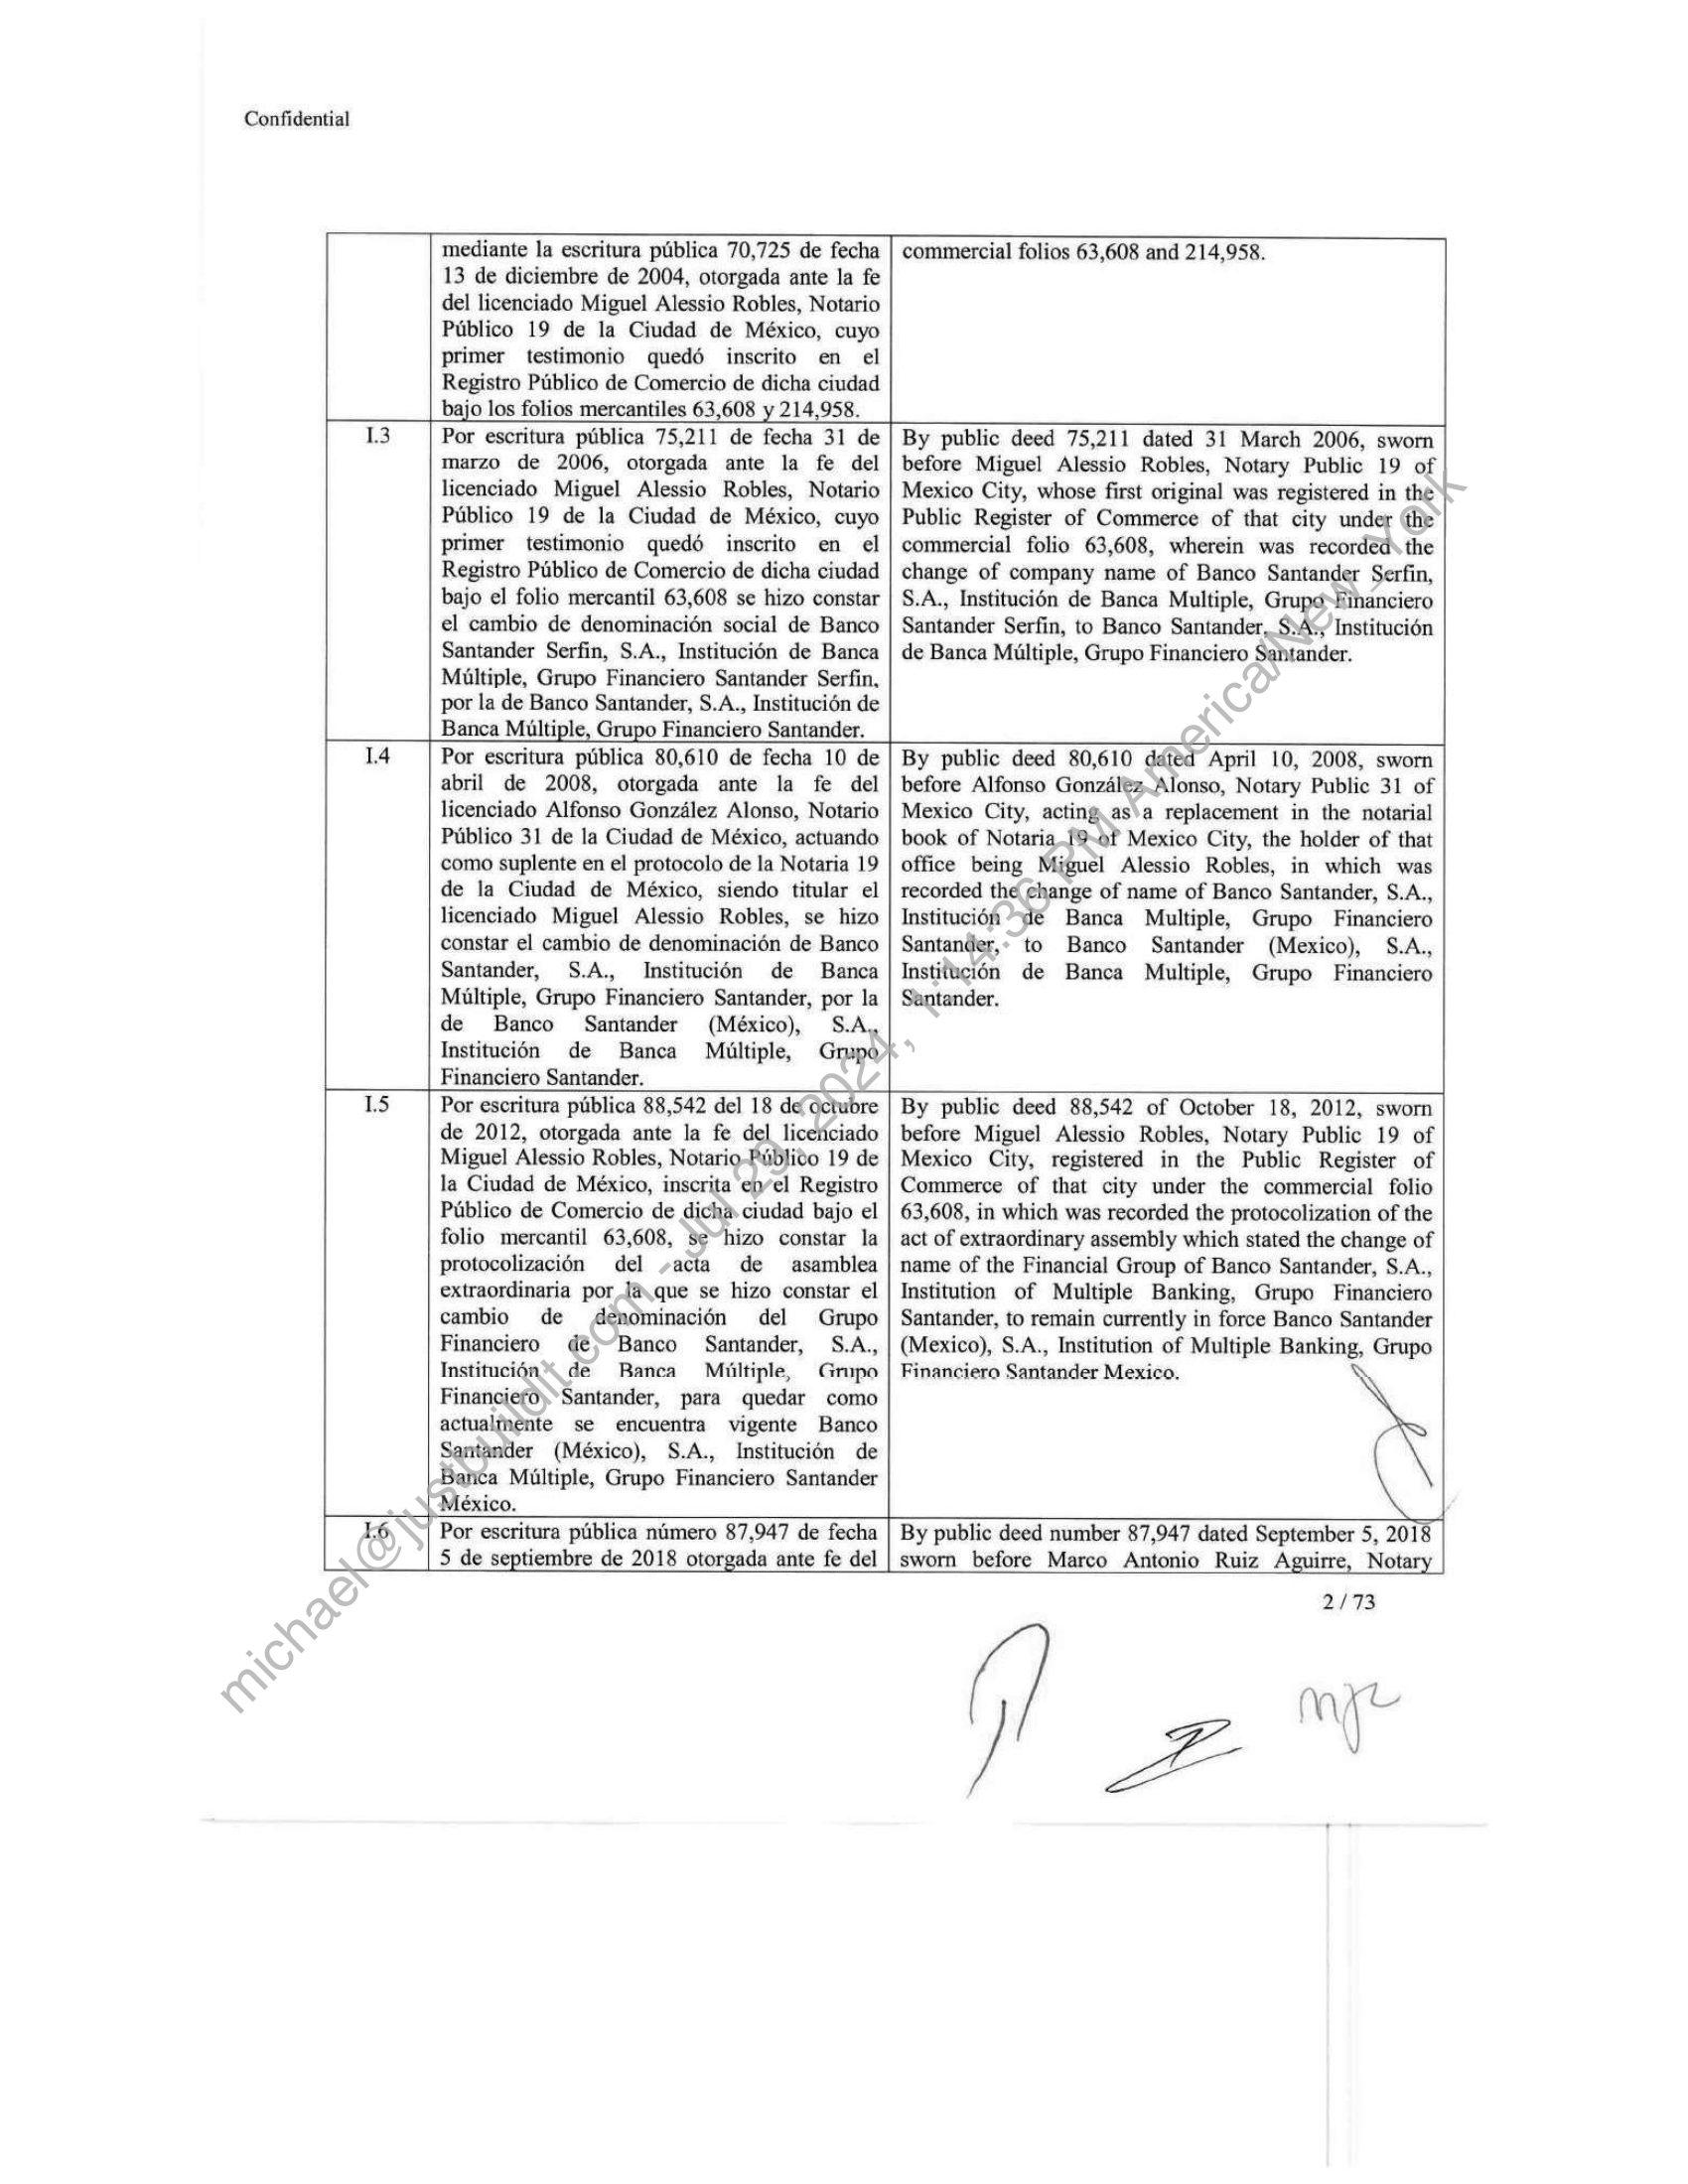 Confidential
mediante la escritura pública 70,725 de fecha
13 de diciembre de 2004, otorgada ante la fe
del licenciado Miguel Alessio Robles, Notario
Público 19 de la Ciudad de México, cuyo
primer testimonio quedó inscrito en el
Registro Público de Comercio de dicha ciudad
bajo los folios mercantiles 63,608 y 214,958.
commercial folios 63,608 and 214,958.
I.3
Por escritura pública 75,211 de fecha 31 de
marzo de 2006, otorgada ante la fe del
licenciado Miguel Alessio Robles, Notario
Público 19 de la Ciudad de México, cuyo
primer testimonio quedó inscrito en el
Registro Público de Comercio de dicha ciudad
bajo el folio mercantil 63,608 se hizo constar
el cambio de denominación social de Banco
Santander Serfin, S.A., Institución de Banca
Múltiple, Grupo Financiero Santander Serfin,
por la de Banco Santander, S.A., Institución de
Banca Múltiple, Grupo Financiero Santander.
By public deed 75,211 dated 31 March 2006, sworn
before Miguel Alessio Robles, Notary Public 19 of
Mexico City, whose first original was registered in the
Public Register of Commerce of that city under the
commercial folio 63,608, wherein was recorded the
change of company name of Banco Santander Serfin,
S.A., Institución de Banca Multiple, Grupo Financiero
Santander Serfin, to Banco Santander, S.A., Institución
de Banca Múltiple, Grupo Financiero Santander.
I.4
Por escritura pública 80,610 de fecha 10 de
abril de 2008, otorgada ante la fe del
licenciado Alfonso González Alonso, Notario
Público 31 de la Ciudad de México, actuando
como suplente en el protocolo de la Notaria 19
de la Ciudad de México, siendo titular el
licenciado Miguel Alessio Robles, se hizo
constar el cambio de denominación de Banco
Santander, S.A., Institución de Banca
Múltiple, Grupo Financiero Santander, por la
de Banco Santander (México), S.A.,
Institución de Banca Múltiple, Grupo
Financiero Santander.
By public deed 80,610 dated April 10, 2008, sworn
before Alfonso González Alonso, Notary Public 31 of
Mexico City, acting as a replacement in the notarial
book of Notaria 19 of Mexico City, the holder of that
office being Miguel Alessio Robles, in which was
recorded the change of name of Banco Santander, S.A.,
Institución de Banca Multiple, Grupo Financiero
Santander, to Banco Santander (Mexico), S.A.,
Institución de Banca Multiple, Grupo Financiero
Santander.
I.5
Por escritura pública 88,542 del 18 de octubre
de 2012, otorgada ante la fe del licenciado
Miguel Alessio Robles, Notario Público 19 de
la Ciudad de México, inscrita en el Registro
Público de Comercio de dicha ciudad bajo el
folio mercantil 63,608, se hizo constar la
protocolización del acta de asamblea
extraordinaria por la que se hizo constar el
cambio de denominación del Grupo
Financiero de Banco Santander, S.A.,
Institución de Banca Múltiple, Grupo
Financiero Santander, para quedar como
actualmente se encuentra vigente Banco
Santander (México), S.A., Institución de
Banca Múltiple, Grupo Financiero Santander
México.
By public deed 88,542 of October 18, 2012, sworn
before Miguel Alessio Robles, Notary Public 19 of
Mexico City, registered in the Public Register of
Commerce of that city under the commercial folio
63,608, in which was recorded the protocolization of the
act of extraordinary assembly which stated the change of
name of the Financial Group of Banco Santander, S.A.,
Institution of Multiple Banking, Grupo Financiero
Santander, to remain currently in force Banco Santander
(Mexico), S.A., Institution of Multiple Banking, Grupo
Financiero Santander Mexico.
I.6
Por escritura pública número 87,947 de fecha
5 de septiembre de 2018 otorgada ante fe del
By public deed number 87,947 dated September 5, 2018
sworn before Marco Antonio Ruiz Aguirre, Notary
2 / 73
michael@justbuildit.com - Jul 29, 2024, 1:14:36 PM America/New_York